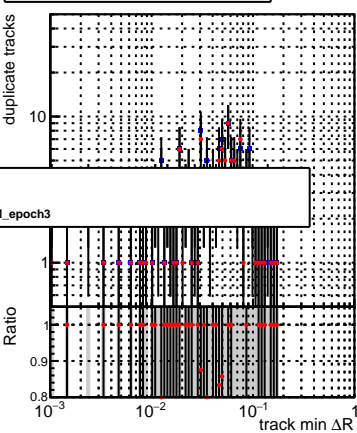 duplicate tracks
10
l_epoch3
1
Ratio
1
0.9
0.8
10−3
10−2
10−1
1
track min ΔR